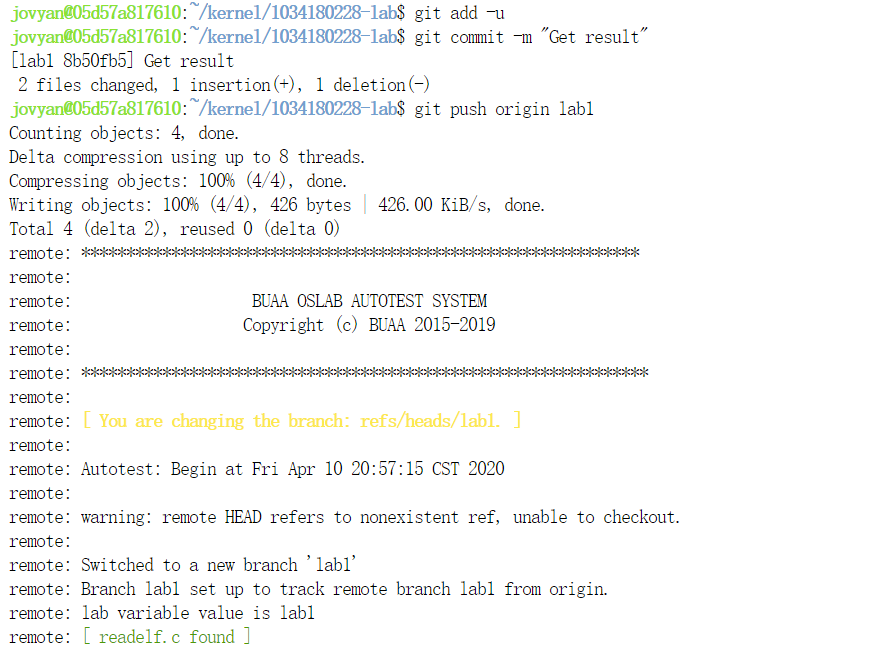 jovyan@05d57a817610:~/kernel/1034180228-lab$ git add -u
jovyan@05d57a817610:~/kernel/1034180228-lab$ git commit -m "Get result"
[lab1 8b50fb5] Get result
 2 files changed, 1 insertion(+), 1 deletion(-)
jovyan@05d57a817610:~/kernel/1034180228-lab$ git push origin lab1
Counting objects: 4, done.
Delta compression using up to 8 threads.
Compressing objects: 100% (4/4), done.
Writing objects: 100% (4/4), 426 bytes | 426.00 KiB/s, done.
Total 4 (delta 2), reused 0 (delta 0)
remote: **************************************************************
remote:
remote:                    BUAA OSLAB AUTOTEST SYSTEM
remote:                   Copyright (c) BUAA 2015-2019
remote:
remote: ***************************************************************
remote:
remote: [ You are changing the branch: refs/heads/lab1. ]
remote:
remote: Autotest: Begin at Fri Apr 10 20:57:15 CST 2020
remote:
remote: warning: remote HEAD refers to nonexistent ref, unable to checkout.
remote:
remote: Switched to a new branch 'lab1'
remote: Branch lab1 set up to track remote branch lab1 from origin.
remote: lab variable value is lab1
remote: [ readelf.c found ]